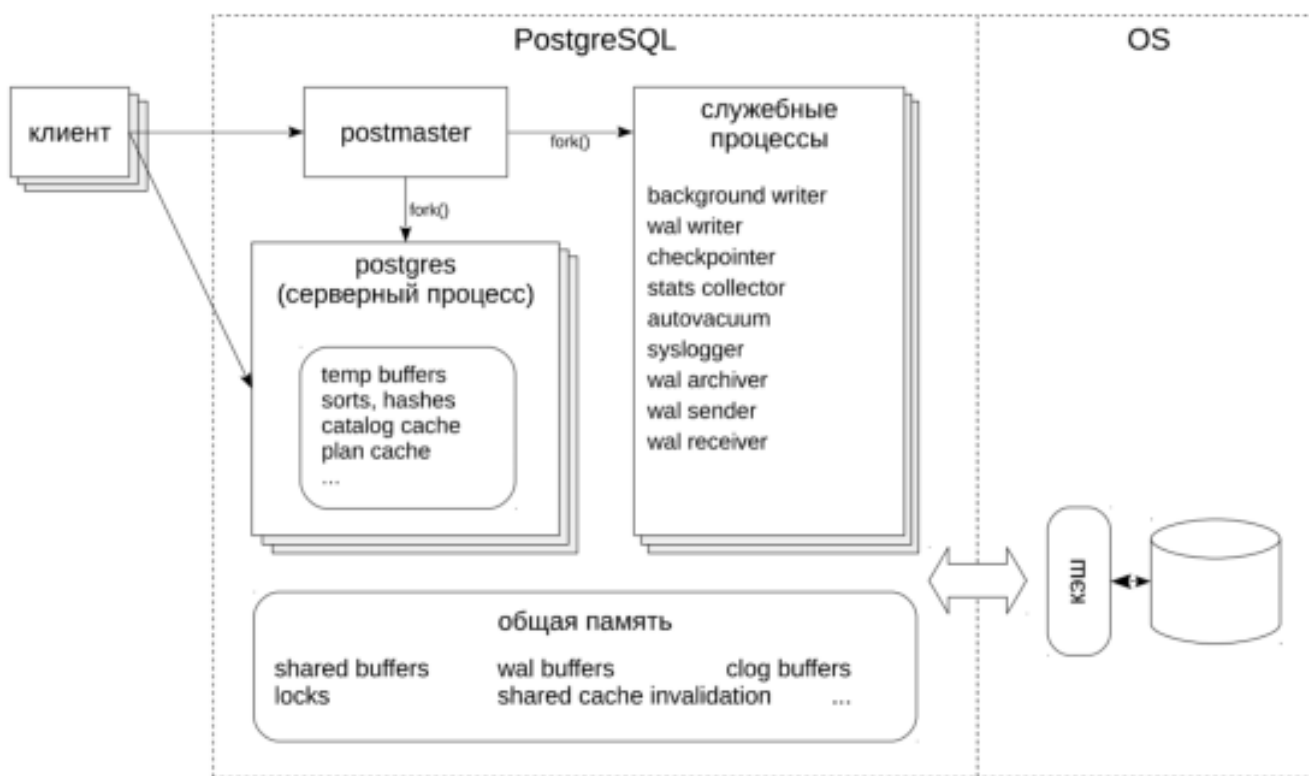 PostgreSQL
OS
клиент
postmaster
fork()
fork()
служебные
процессы
background writer
wal writer
checkpointer
stats collector
autovacuum
syslogger
wal archiver
wal sender
wal receiver
postgres
(серверный процесс)
temp buffers
sorts, hashes
catalog cache
plan cache
...
кэш
общая память
shared buffers wal buffers clog buffers
locks shared cache invalidation ...